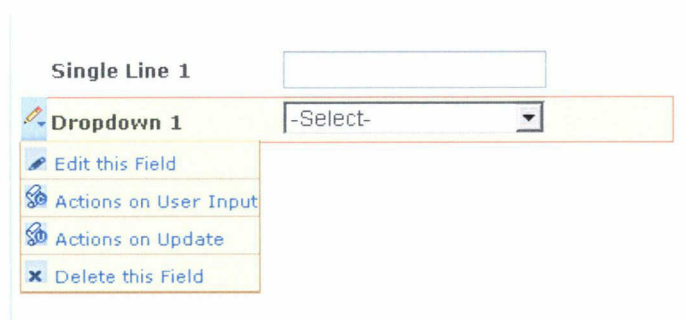 Single Line 1
Dropdown 1
-Select-
Edit this Field
Actions on User Input
Actions on Update
Delete this Field